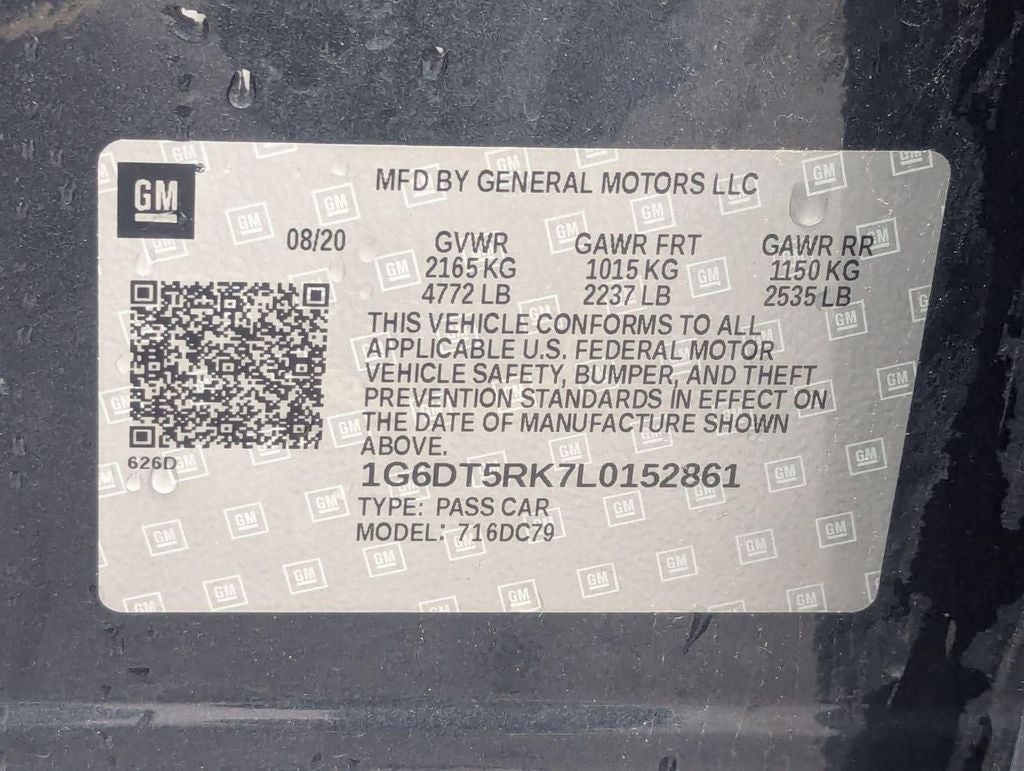 GM
MFD BY GENERAL MOTORS LLC
08/20
GVWR GAWR FRT GAWR RR
2165 KG 1015 KG 1150 KG
4772 LB 2237 LB 2535 LB
THIS VEHICLE CONFORMS TO ALL
APPLICABLE U.S. FEDERAL MOTOR
VEHICLE SAFETY, BUMPER, AND THEFT
PREVENTION STANDARDS IN EFFECT ON
THE DATE OF MANUFACTURE SHOWN
ABOVE.
626D
1G6DT5RK7L0152861
TYPE: PASS CAR
MODEL: 716DC79